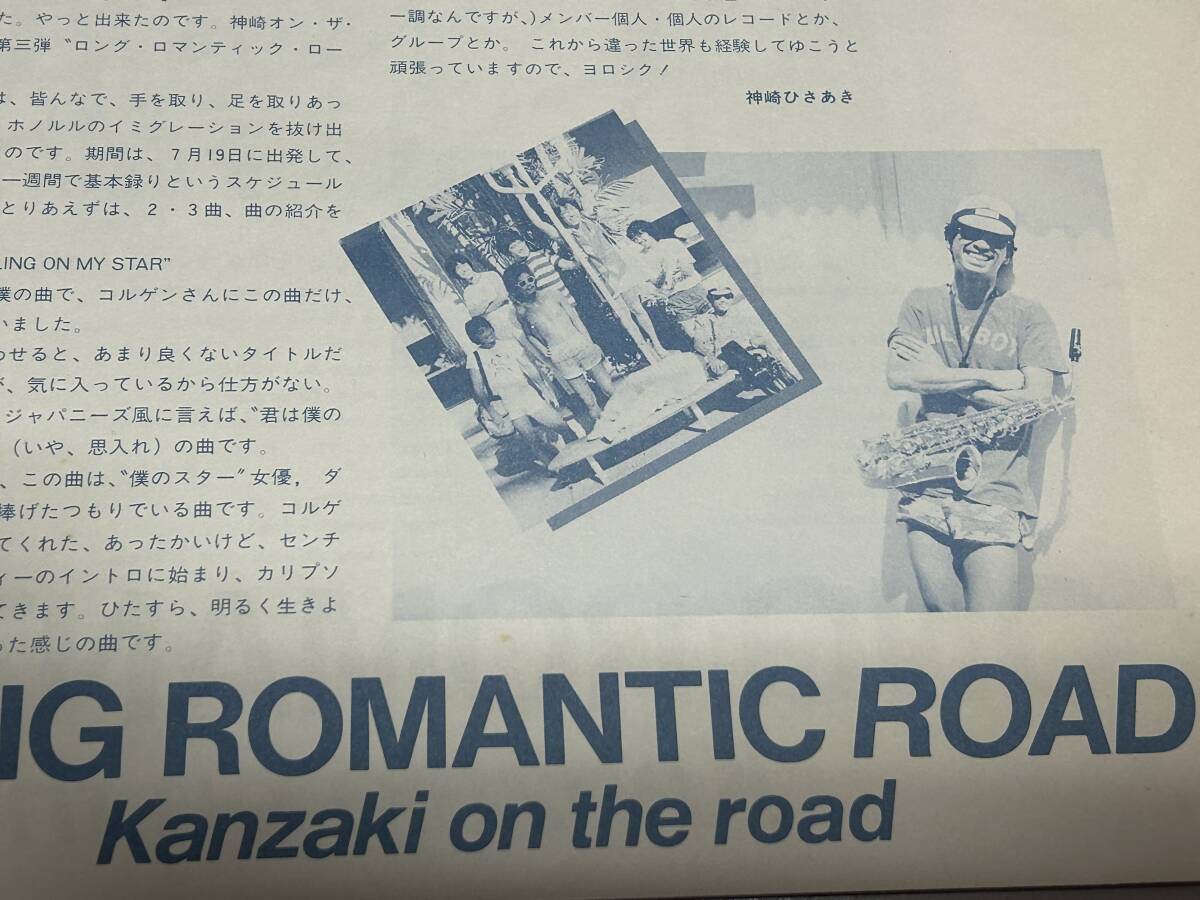 た。やっと出来たのです。神崎オン・ザ・
第三弾〝ロング・ロマンティック・ロー
は、皆んなで、手を取り、足を取りあっ
ホノルルのイミグレーションを抜け出
のです。期間は、7月19日に出発して、
一週間で基本録りというスケジュール
とりあえずは、2・3曲、曲の紹介を
LING ON MY STAR”
僕の曲で、コルゲンさんにこの曲だけ、
いました。
わせると、あまり良くないタイトルだ
が、気に入っているから仕方がない。
ジャパニーズ風に言えば、〝君は僕の
(いや、思入れ)の曲です。
、この曲は、〝僕のスター〟女優, ダ
捧げたつもりでいる曲です。コルゲ
てくれた、あったかいけど、センチ
ィーのイントロに始まり、カリプソ
てきます。ひたすら、明るく生きよ
った感じの曲です。
一調なんですが、)メンバー個人・個人のレコードとか、
グループとか。これから違った世界も経験してゆこうと
頑張っていますので、ヨロシク!
神崎ひさあき
NG ROMANTIC ROAD
Kanzaki on the road